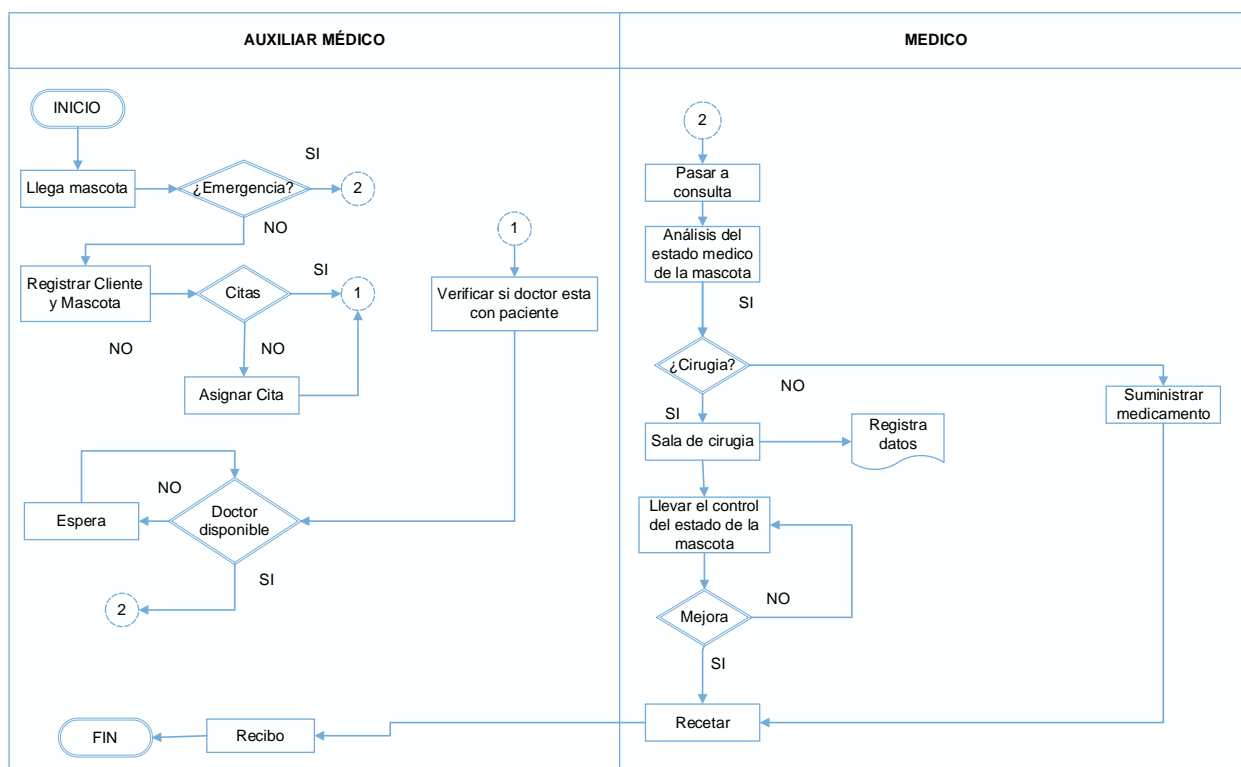 AUXILIAR MÉDICO
MEDICO
INICIO
Llega mascota
¿Emergencia?
SI
2
NO
Registrar Cliente
y Mascota
NO
Citas
SI
1
NO
Asignar Cita
1
Verificar si doctor esta
con paciente
Espera
NO
Doctor
disponible
SI
2
2
Pasar a
consulta
Análisis del
estado medico
de la mascota
SI
¿Cirugia?
NO
Suministrar
medicamento
SI
Sala de cirugia
Registra
datos
Llevar el control
del estado de la
mascota
Mejora
NO
SI
Recetar
Recibo
FIN